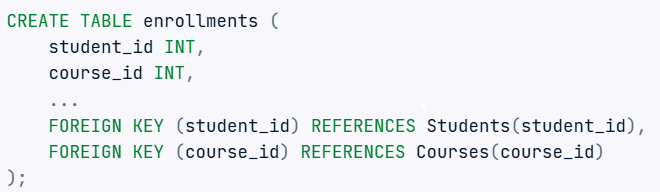 CREATE TABLE enrollments (
    student_id INT,
    course_id INT,
    ...
    FOREIGN KEY (student_id) REFERENCES Students(student_id),
    FOREIGN KEY (course_id) REFERENCES Courses(course_id)
);